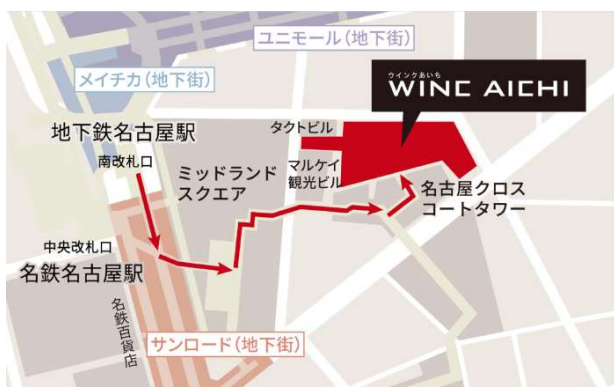 ユニモール(地下街)
メイチカ(地下街)
ウインクあいち
WINC AICHI
地下鉄名古屋駅
タクトビル
南改札口
ミッドランド
スクエア
マルケイ
観光ビル
名古屋クロス
コートタワー
中央改札口
名鉄名古屋駅
名鉄百貨店
サンロード(地下街)